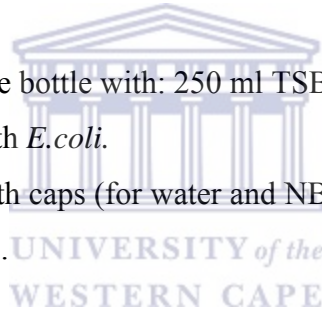 e bottle with: 250 ml TSB
th E.coli.
th caps (for water and NB
.
UNIVERSITY of the
WESTERN CAPE